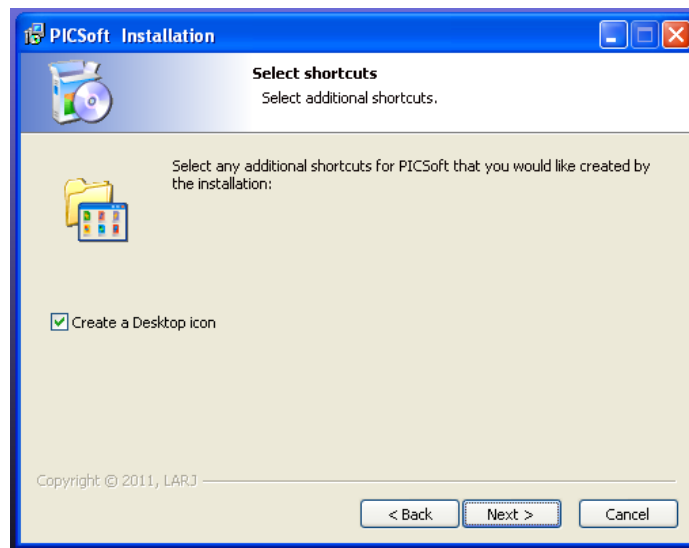 PICSoft Installation
Select shortcuts
Select additional shortcuts.
Select any additional shortcuts for PICSoft that you would like created by
the installation:
Create a Desktop icon
Copyright © 2011, LARJ
< Back Next > Cancel